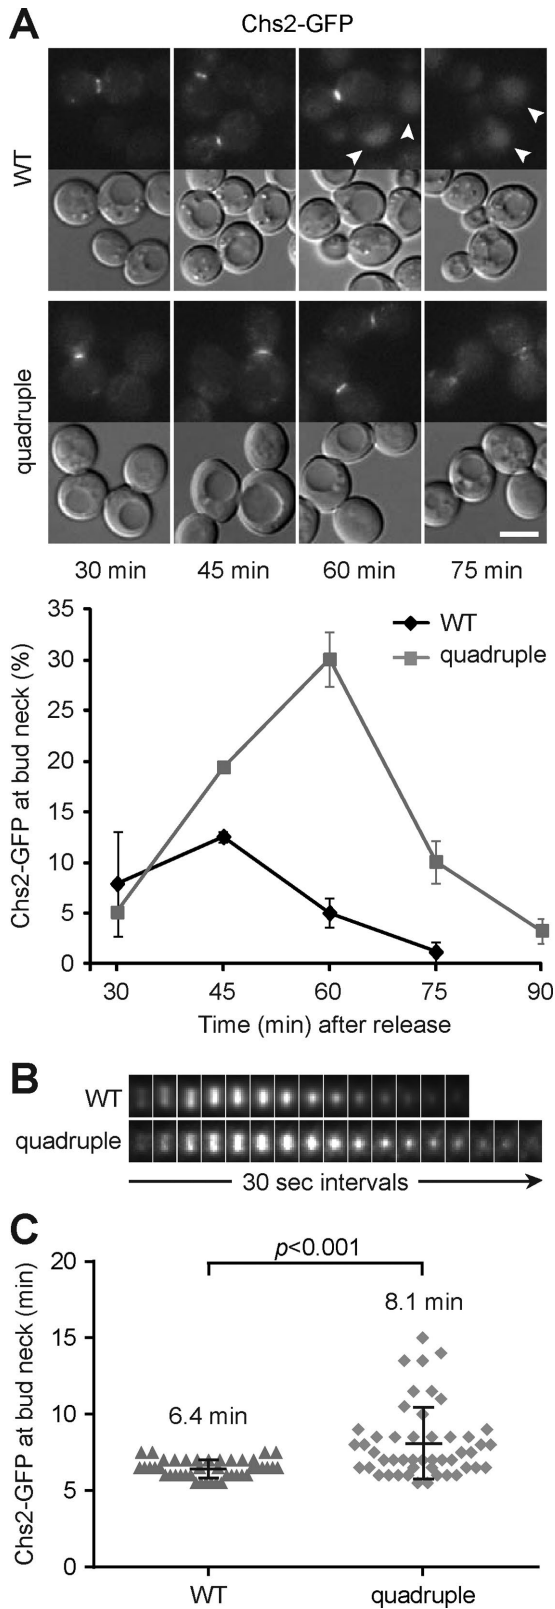 A
Chs2-GFP
WT
quadruple
30 min 45 min 60 min 75 min
35
30
25
20
15
10
5
0
Chs2-GFP at bud neck (%)
WT
quadruple
30 45 60 75 90
Time (min) after release
B
WT
quadruple
30 sec intervals
C
20
15
10
5
0
Chs2-GFP at bud neck (min)
p<0.001
8.1 min
6.4 min
WT quadruple